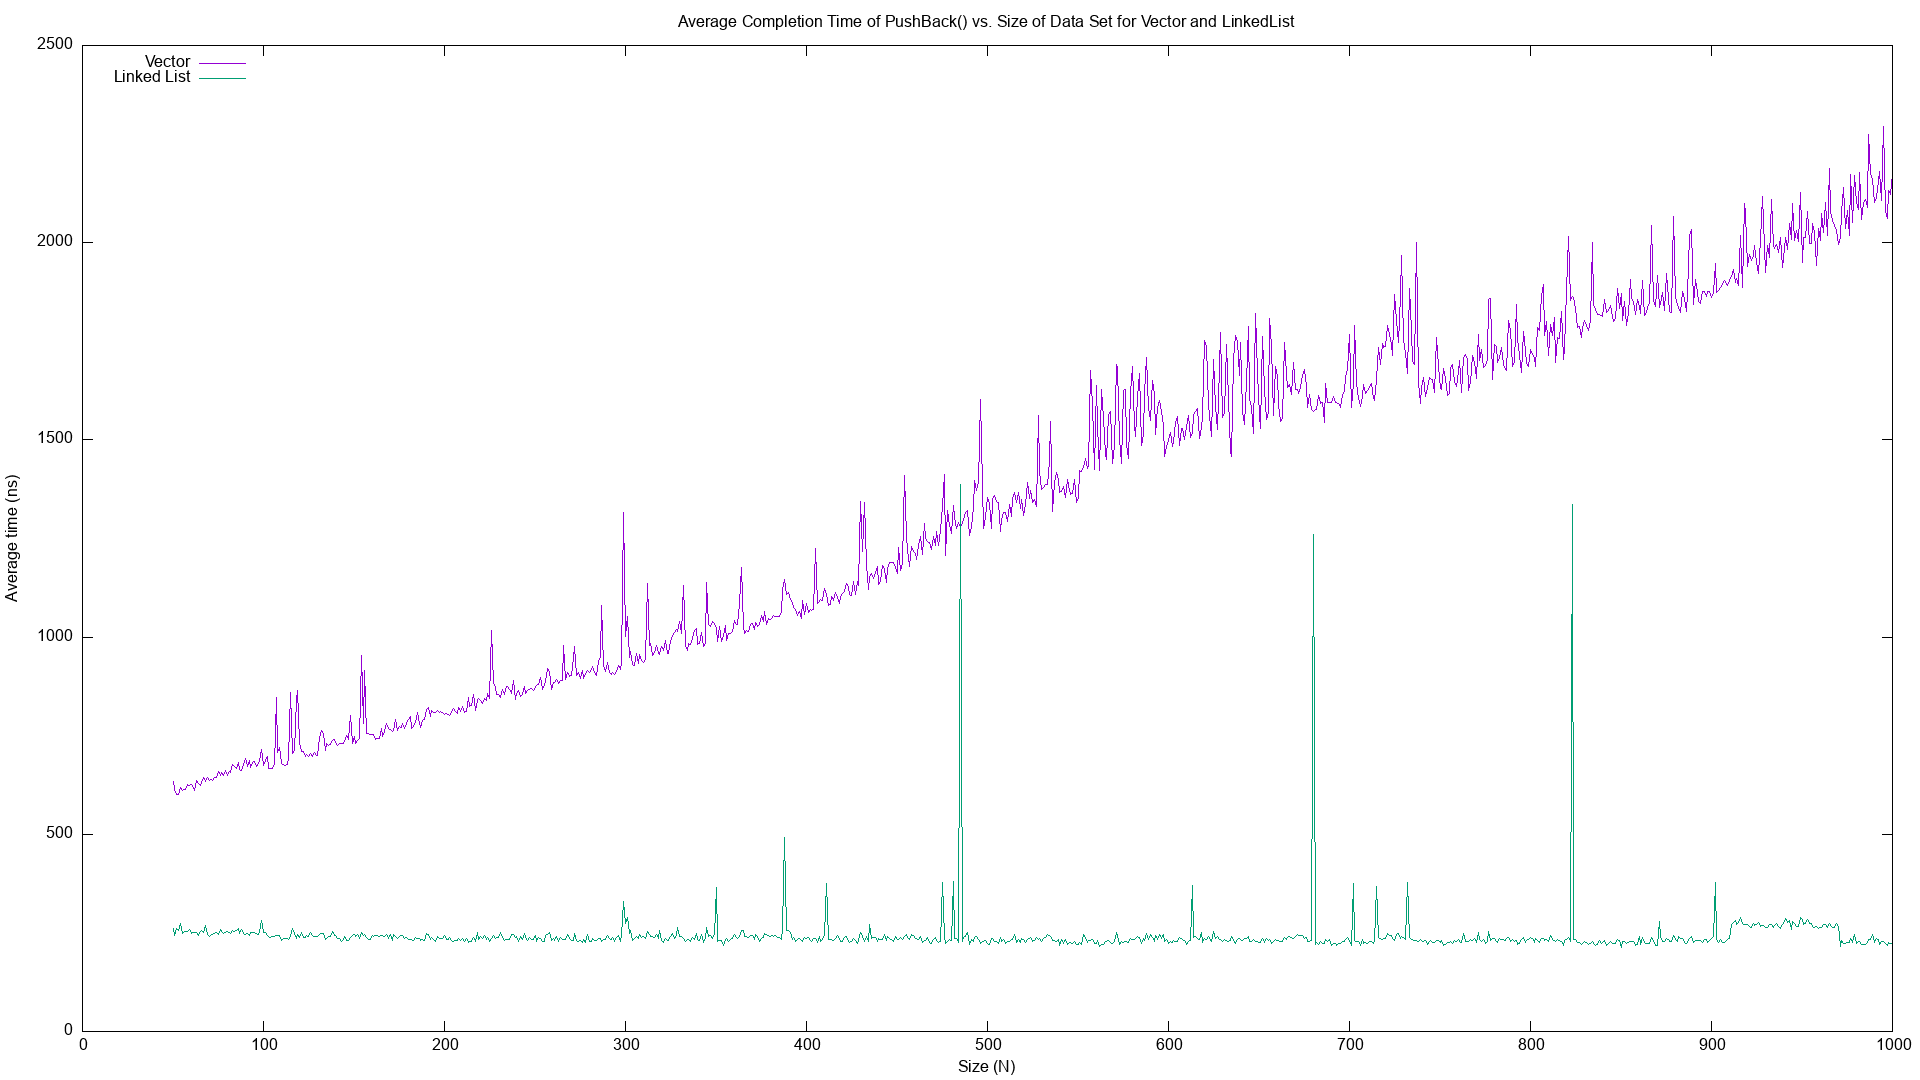 Average Completion Time of PushBack() vs. Size of Data Set for Vector and LinkedList
Vector
Linked List
2500
2000
1500
1000
500
0
Average time (ns)
0 100 200 300 400 500 600 700 800 900 1000
Size (N)